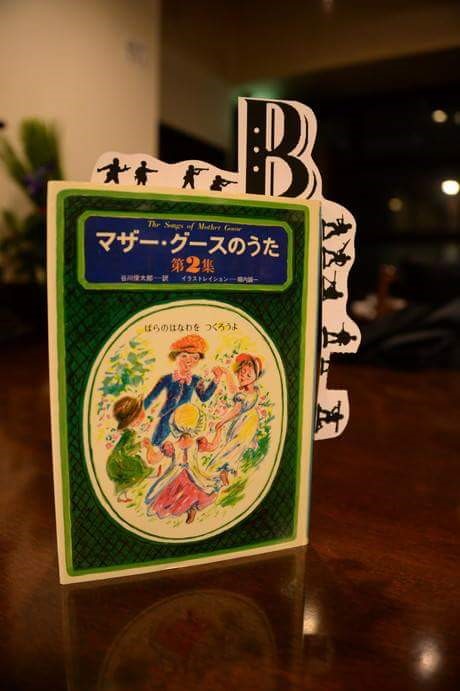 B
The Songs of Mother Goose
マザー・グースのうた
第2集
谷川俊太郎──訳 イラストレイション──堀内誠一
ばらのはなわを つくろうよ